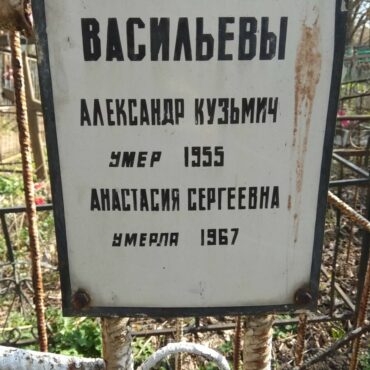 ВАСИЛЬЕВЫ
АЛЕКСАНДР КУЗЬМИЧ
УМЕР 1955
АНАСТАСИЯ СЕРГЕЕВНА
УМЕРЛА 1967